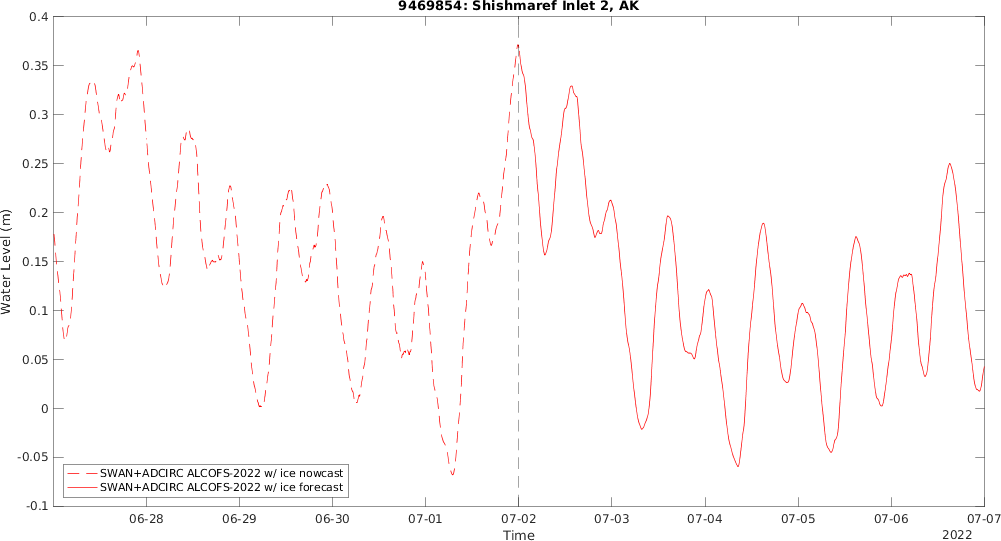 9469854: Shishmaref Inlet 2, AK
0.4
0.35
0.3
0.25
0.2
0.15
0.1
0.05
0
-0.05
-0.1
Water Level (m)
SWAN+ADCIRC ALCOFS-2022 w/ ice nowcast
SWAN+ADCIRC ALCOFS-2022 w/ ice forecast
06-28 06-29 06-30 07-01 07-02 07-03 07-04 07-05 07-06 07-07
Time
2022